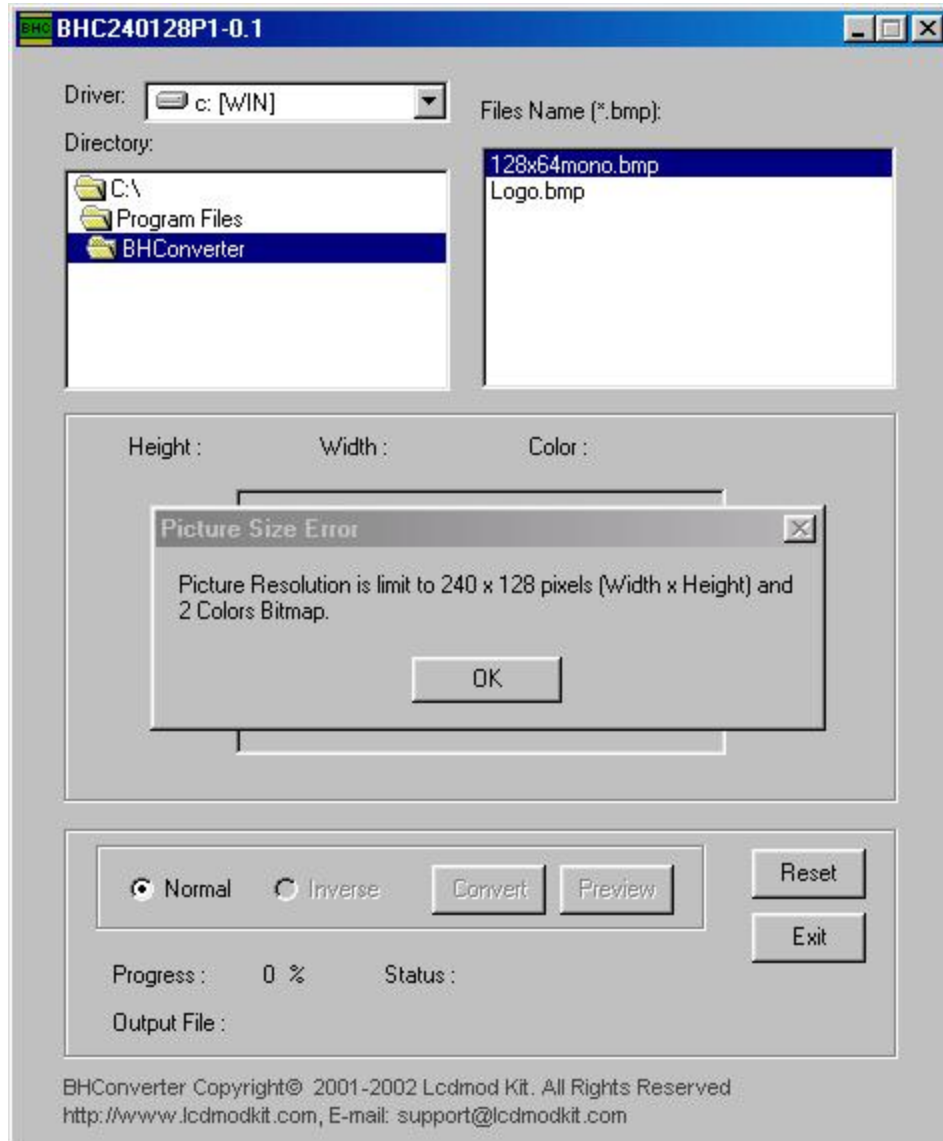 BHC BHC240128P1-0.1
Driver: c: [WIN]
Directory:
C:\
Program Files
BHConverter
Files Name (*.bmp):
128x64mono.bmp
Logo.bmp
Height : Width : Color :
Picture Size Error
Picture Resolution is limit to 240 x 128 pixels (Width x Height) and
2 Colors Bitmap.
OK
Normal Inverse Convert Preview
Reset
Exit
Progress : 0 % Status :
Output File :
BHConverter Copyright© 2001-2002 Lcdmod Kit. All Rights Reserved
http://www.lcdmodkit.com, E-mail: support@lcdmodkit.com